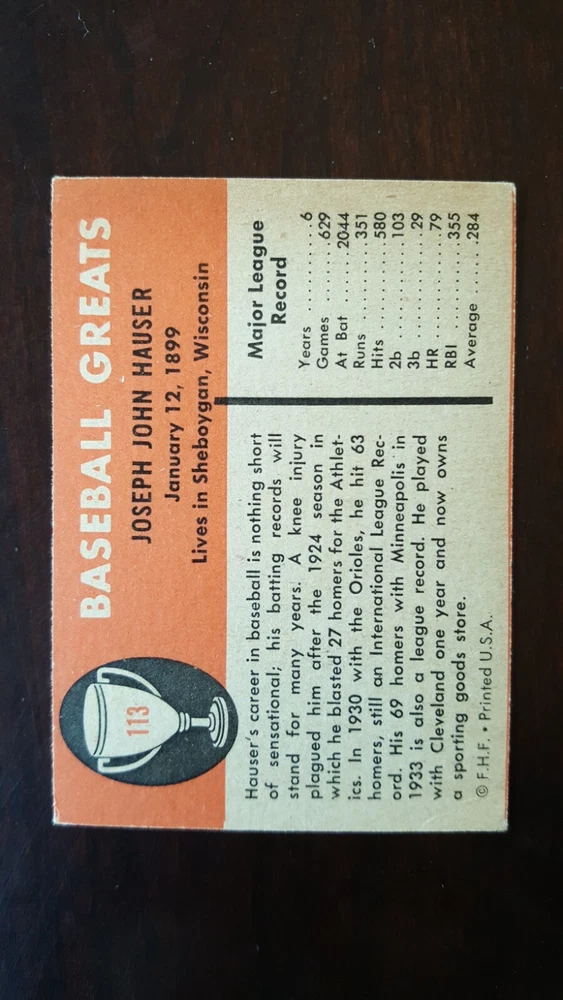 BASEBALL GREATS
113
JOSEPH JOHN HAUSER
January 12, 1899
Lives in Sheboygan, Wisconsin
Hauser's career in baseball is nothing short
of sensational; his batting records will
stand for many years. A knee injury
plagued him after the 1924 season in
which he blasted 27 homers for the Athlet-
ics. In 1930 with the Orioles, he hit 63
homers, still an International League Rec-
ord. His 69 homers with Minneapolis in
1933 is also a league record. He played
with Cleveland one year and now owns
a sporting goods store.
© F.H.F. • Printed U.S.A.
Major League
Record
Years ..........6
Games .......629
At Bat ......2044
Runs ........351
Hits .........580
2b ..........103
3b ...........29
HR ...........79
RBI ..........355
Average ......284